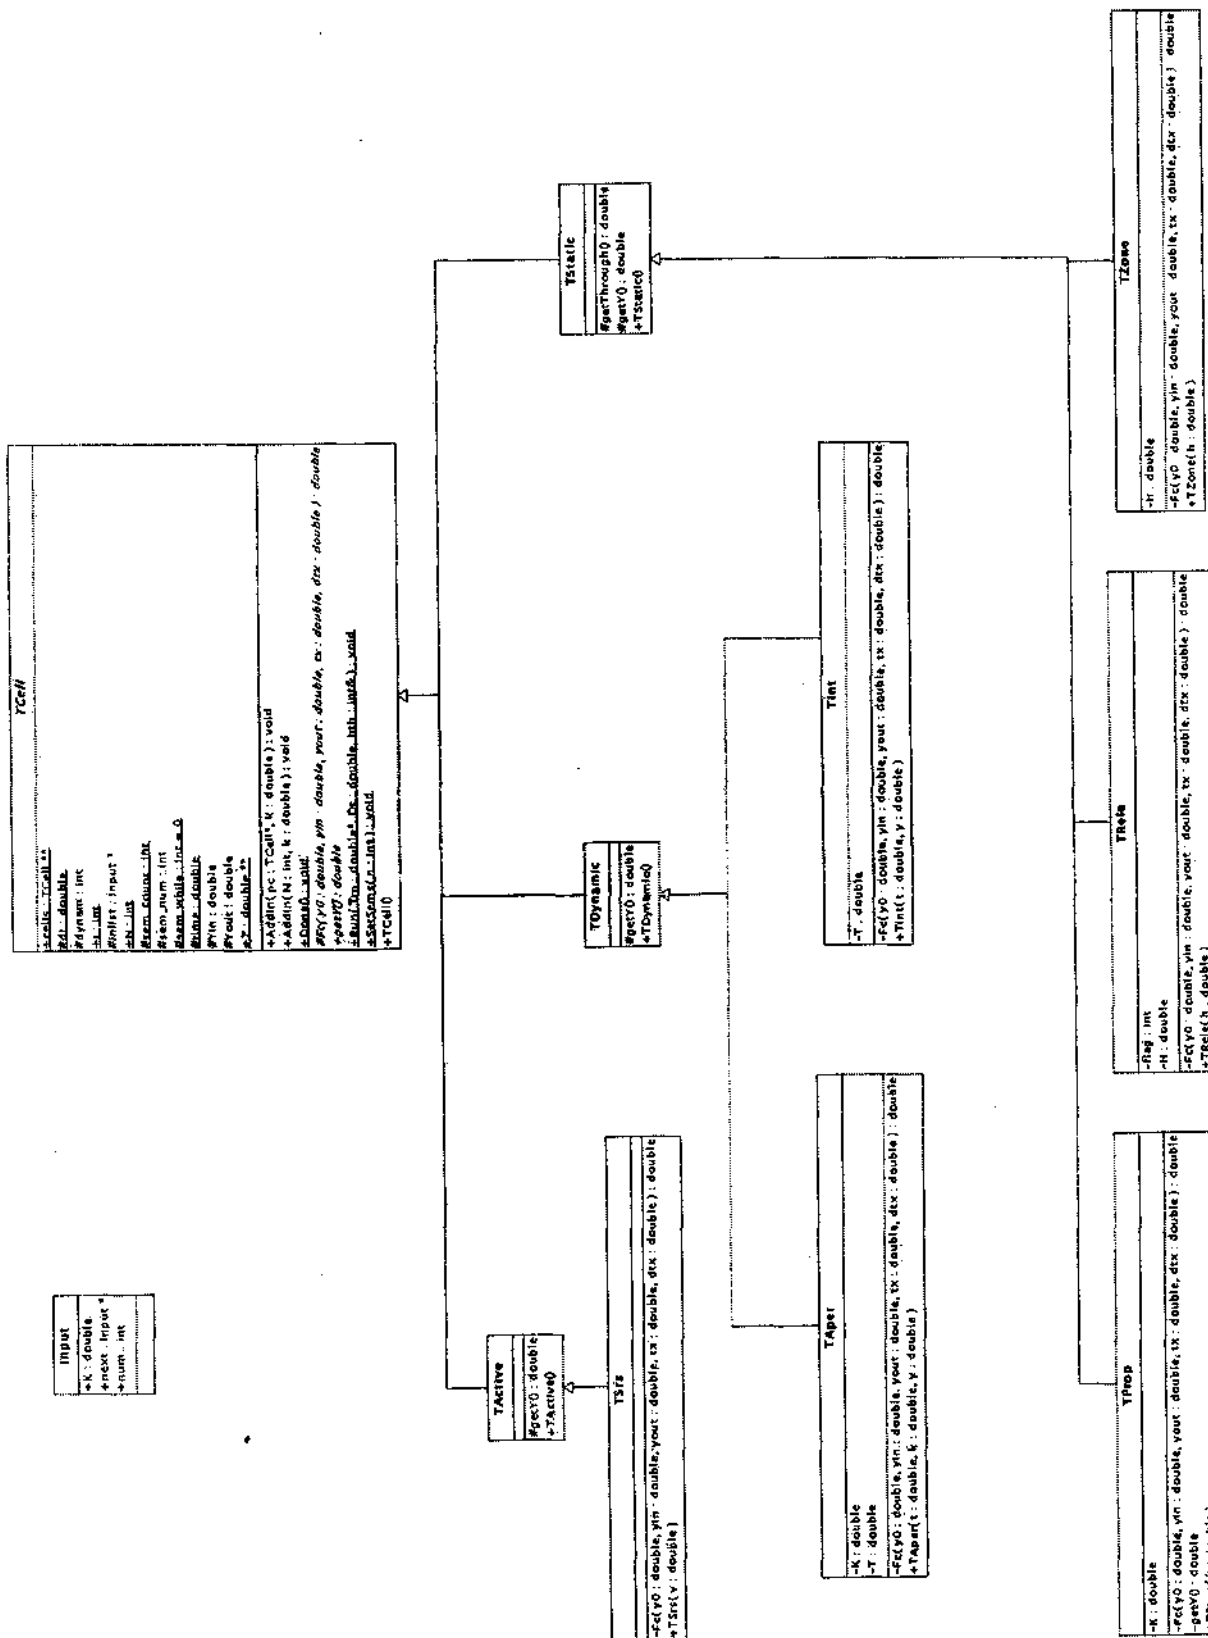 Input
+K : double
+next : Input *
+num : int
TCell
+cells : TCell **
#dt : double
#dynam : int
+I : int
#inlist : Input *
+N : int
#sem_count : int
#sem_num : int
#sem_while : int = 0
#time : double
#Yin : double
#Yout : double
+Z : double **
+AddIn( pc : TCell*, k : double ) : void
+AddIn( N : int, k : double ) : void
+Done() : void
#Fc( y0 : double, yin : double, yout : double, tx : double, dtx : double ) : double
+getY() : double
+Run( Tm : double*, Dc : double, hth : int& ) : void
+SetSems( n : int ) : void
+TCell()
TActive
#getY() : double
+TActive()
TDynamic
#getY() : double
+TDynamic()
TStatic
#getThrough() : double
#getY() : double
+TStatic()
TSrs
-Fc( y0 : double, yin : double, yout : double, tx : double, dtx : double ) : double
+TSrs( y : double )
TAper
-K : double
-T : double
-Fc( y0 : double, yin : double, yout : double, tx : double, dtx : double ) : double
+TAper( t : double, k : double, y : double )
TInt
-T : double
-Fc( y0 : double, yin : double, yout : double, tx : double, dtx : double ) : double
+TInt( t : double, y : double )
TProp
-K : double
-Fc( y0 : double, yin : double, yout : double, tx : double, dtx : double ) : double
-getY() : double
TRele
-flag : int
-H : double
-Fc( y0 : double, yin : double, yout : double, tx : double, dtx : double ) : double
+TRele( h : double )
TZone
-H : double
-Fc( y0 : double, yin : double, yout : double, tx : double, dtx : double ) : double
+TZone( h : double )